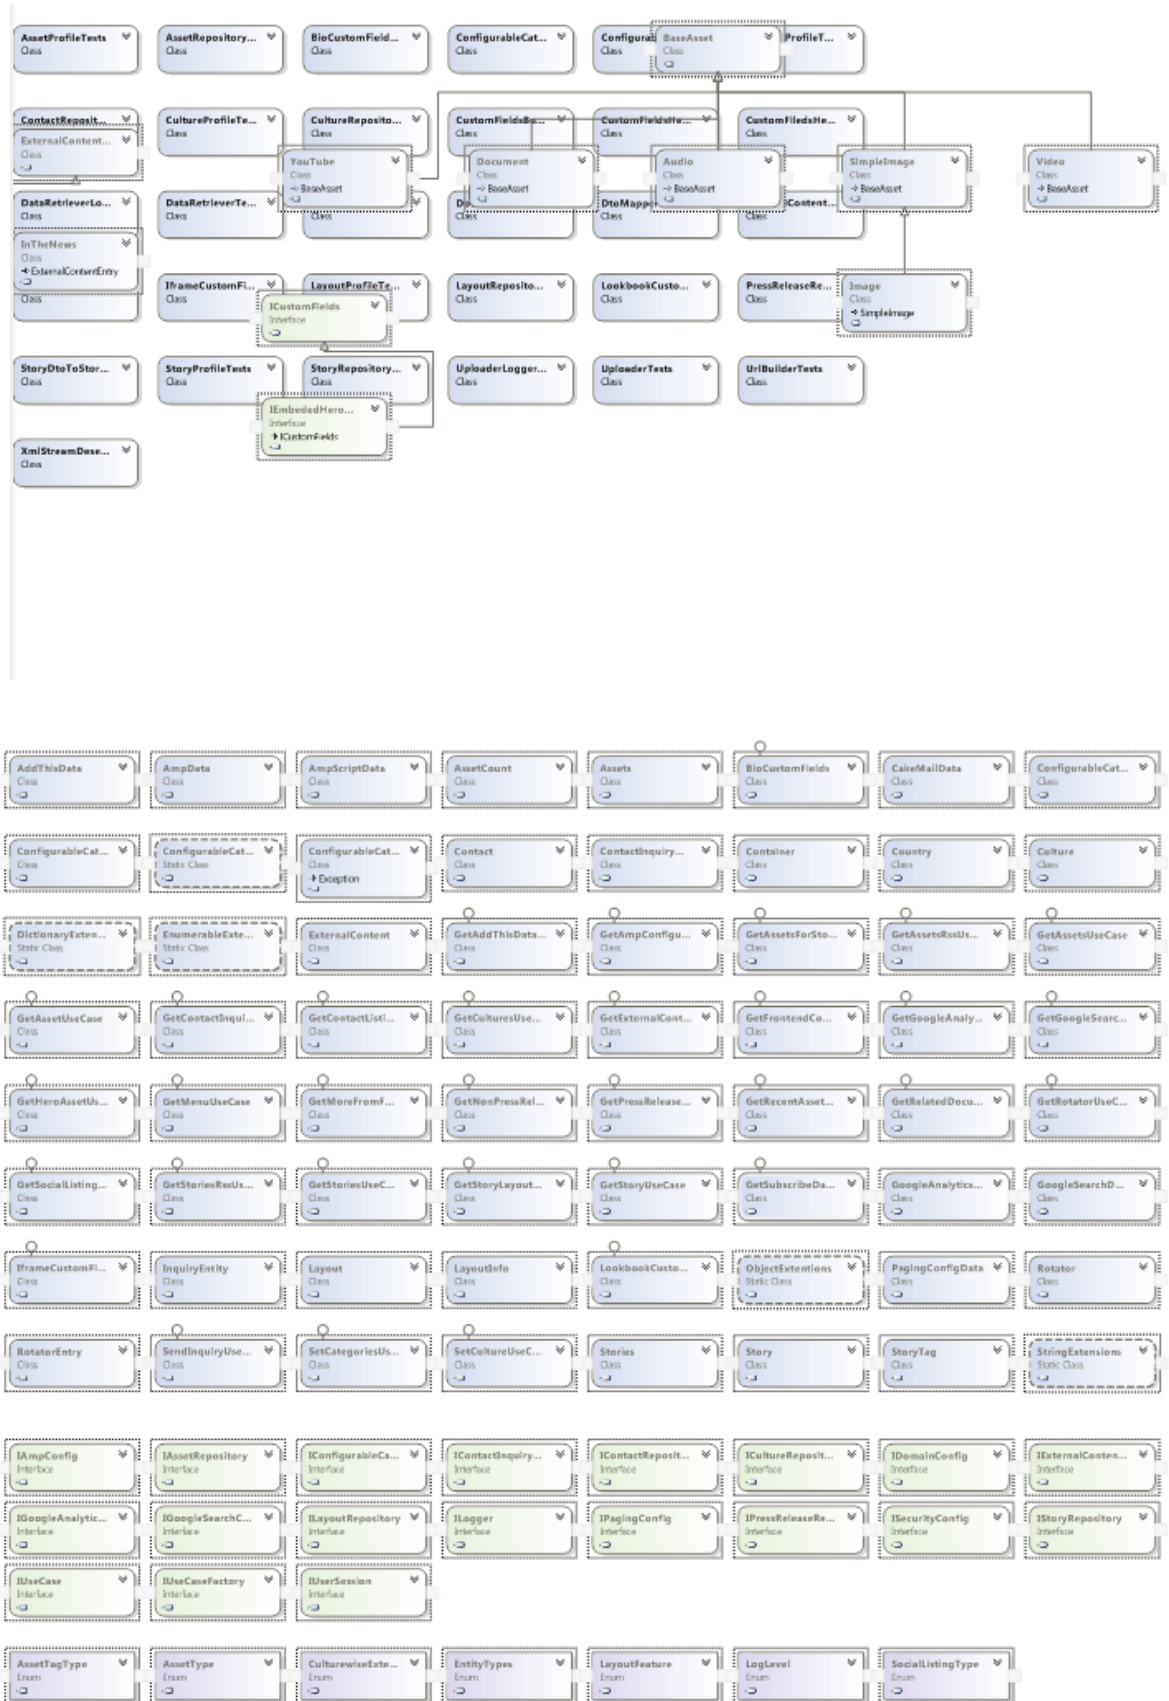 AssetProfileTests
Class
AssetRepository...
Class
BioCustomField...
Class
ConfigurableCat...
Class
Configurab
Class
BaseAsset
Class
ProfileT...
ContactReposit...
Class
CultureProfileTe...
Class
CultureReposito...
Class
CustomFieldsBu...
Class
CustomFieldsHe...
Class
CustomFiledsHe...
Class
ExternalContent...
Class
YouTube
Class
BaseAsset
Document
Class
BaseAsset
Audio
Class
BaseAsset
SimpleImage
Class
BaseAsset
Video
Class
BaseAsset
DataRetrieverLo...
Class
DataRetrieverTe...
Class
Class
Class
DtoMappe
Class
Content...
InTheNews
Class
ExternalContentEntry
Class
IframeCustomFi...
Class
LayoutProfileTe...
LayoutReposito...
Class
LookbookCusto...
Class
PressReleaseRe...
Class
Image
Class
SimpleImage
ICustomFields
Interface
StoryDtoToStor...
Class
StoryProfileTests
Class
StoryRepository...
Class
UploaderLogger...
Class
UploaderTests
Class
UrlBuilderTests
Class
IEmbededHero...
Interface
ICustomFields
XmlStreamDese...
Class
AddThisData
Class
AmpData
Class
AmpScriptData
Class
AssetCount
Class
Assets
Class
BioCustomFields
Class
CakeMailData
Class
ConfigurableCat...
Class
ConfigurableCat...
Class
ConfigurableCat...
Static Class
ConfigurableCat...
Class
Exception
Contact
Class
ContactInquiry...
Class
Container
Class
Country
Class
Culture
Class
DictionaryExten...
Static Class
EnumerableExte...
Static Class
ExternalContent
Class
GetAddThisData...
Class
GetAmpConfigu...
Class
GetAssetsForSto...
Class
GetAssetsRssUs...
Class
GetAssetsUseCase
Class
GetAssetUseCase
Class
GetContactInqui...
Class
GetContactListi...
Class
GetCulturesUse...
Class
GetExternalCont...
Class
GetFrontendCo...
Class
GetGoogleAnaly...
Class
GetGoogleSearc...
Class
GetHeroAssetUs...
Class
GetMenuUseCase
Class
GetMoreFromF...
Class
GetNonPressRel...
Class
GetPressRelease...
Class
GetRecentAsset...
Class
GetRelatedDocu...
Class
GetRotatorUseC...
Class
GetSocialListing...
Class
GetStoriesRssUs...
Class
GetStoriesUseC...
Class
GetStoryLayout...
Class
GetStoryUseCase
Class
GetSubscribeDa...
Class
GoogleAnalytics...
Class
GoogleSearchD...
Class
IframeCustomFi...
Class
InquiryEntity
Class
Layout
Class
LayoutInfo
Class
LookbookCusto...
Class
ObjectExtentions
Static Class
PagingConfigData
Class
Rotator
Class
RotatorEntry
Class
SendInquiryUse...
Class
SetCategoriesUs...
Class
SetCultureUseC...
Class
Stories
Class
Story
Class
StoryTag
Class
StringExtensions
Static Class
IAmpConfig
Interface
IAssetRepository
Interface
IConfigurableCa...
Interface
IContactInquiry...
Interface
IContactReposit...
Interface
ICultureReposit...
Interface
IDomainConfig
Interface
IExternalConten...
Interface
IGoogleAnalytic...
Interface
IGoogleSearchC...
Interface
ILayoutRepository
Interface
ILogger
Interface
IPagingConfig
Interface
IPressReleaseRe...
Interface
ISecurityConfig
Interface
IStoryRepository
Interface
IUseCase
Interface
IUseCaseFactory
Interface
IUserSession
Interface
AssetTagType
Enum
AssetType
Enum
CulturewiseExte...
Enum
EntityTypes
Enum
LayoutFeature
Enum
LogLevel
Enum
SocialListingType
Enum